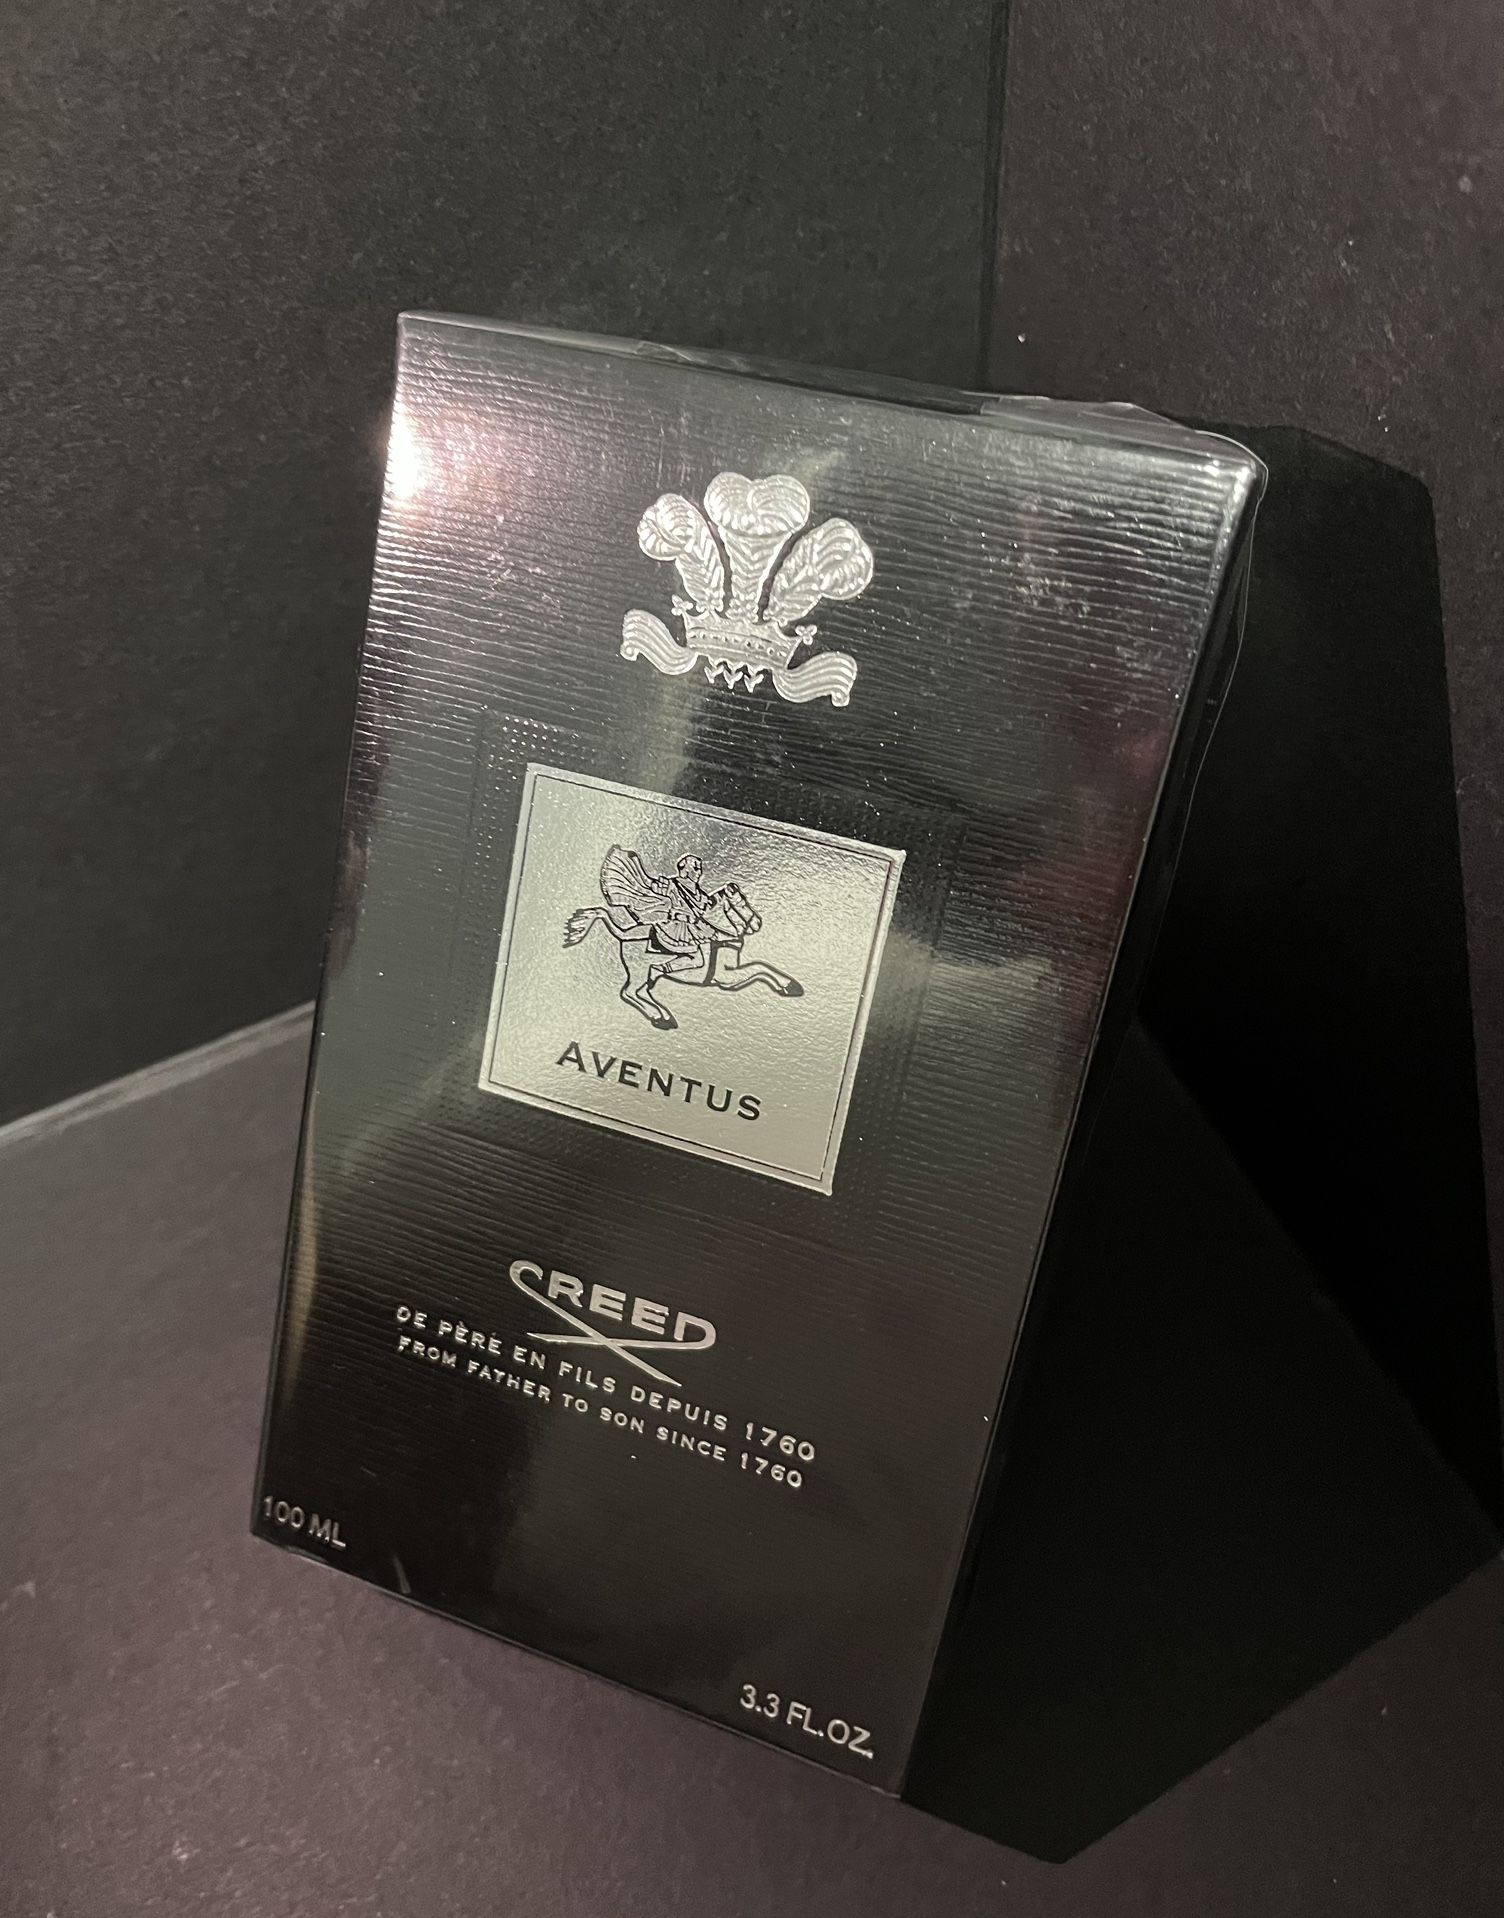 AVENTUS
CREED
DE PÈRE EN FILS DEPUIS 1760
FROM FATHER TO SON SINCE 1760
100 ML
3.3 FL.OZ.